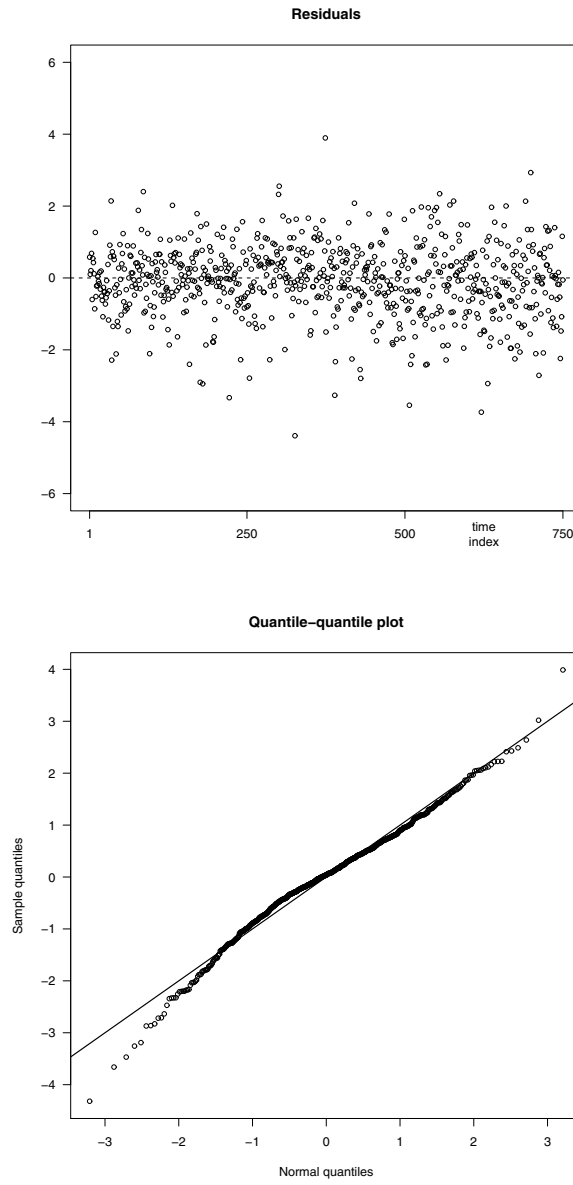 Residuals
6
4
2
0
−2
−4
−6
1 250 500 750
time
index
Quantile−quantile plot
Sample quantiles
4
3
2
1
0
−1
−2
−3
−4
−3 −2 −1 0 1 2 3
Normal quantiles